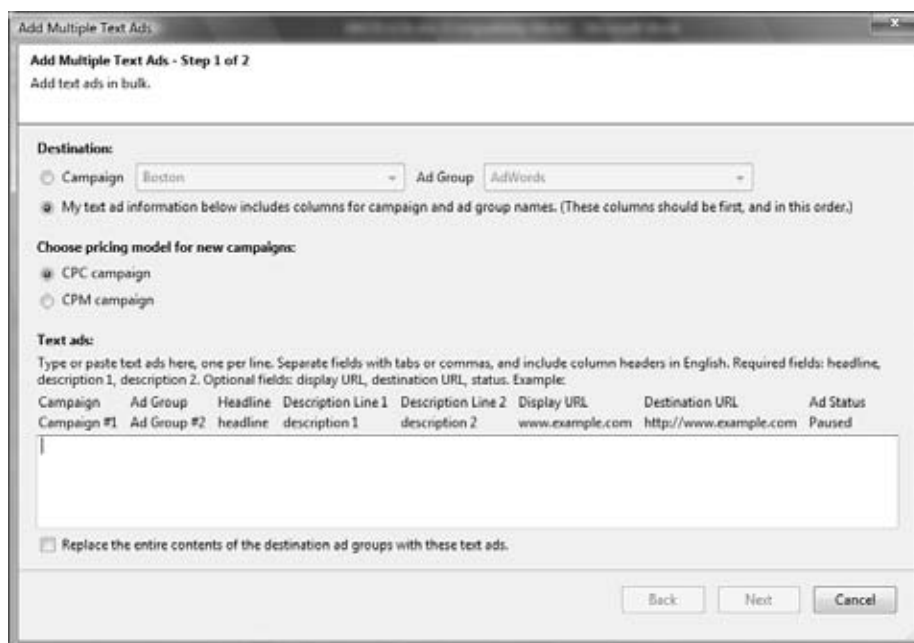 Add Multiple Text Ads
x
Add Multiple Text Ads - Step 1 of 2
Add text ads in bulk.
Destination:
Campaign Boston Ad Group AdWords
My text ad information below includes columns for campaign and ad group names. (These columns should be first, and in this order.)
Choose pricing model for new campaigns:
CPC campaign
CPM campaign
Text ads:
Type or paste text ads here, one per line. Separate fields with tabs or commas, and include column headers in English. Required fields: headline,
description 1, description 2. Optional fields: display URL, destination URL, status. Example:
Campaign Ad Group Headline Description Line 1 Description Line 2 Display URL Destination URL Ad Status
Campaign #1 Ad Group #2 headline description 1 description 2 www.example.com http://www.example.com Paused
Replace the entire contents of the destination ad groups with these text ads.
Back Next Cancel